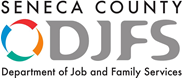 SENECA COUNTY
DJFS
Department of Job and Family Services